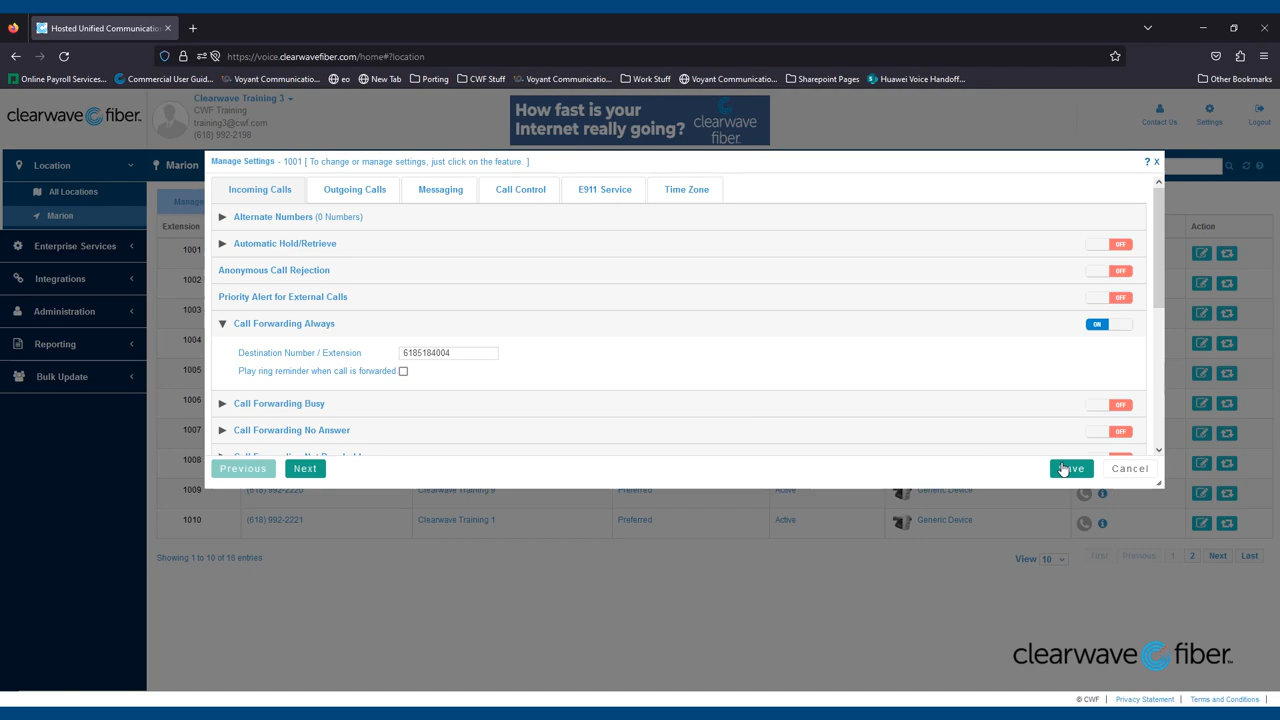 Hosted Unified Communicatio
https://voice.clearwavefiber.com/home#?location
Online Payroll Services...
Commercial User Guid...
Voyant Communicatio...
eo
New Tab
Porting
CWF Stuff
Voyant Communicatio...
Work Stuff
Voyant Communicatio...
Sharepoint Pages
Huawei Voice Handoff...
Other Bookmarks
clearwave fiber.
Clearwave Training 3
CWF Training
training3@cwf.com
(618) 992-2198
How fast is your
Internet really going?
clearwave
fiber.
Contact Us
Settings
Logout
Location
All Locations
Marion
Enterprise Services
Integrations
Administration
Reporting
Bulk Update
Marion
Manage Settings - 1001 [ To change or manage settings, just click on the feature. ]
? X
Incoming Calls
Outgoing Calls
Messaging
Call Control
E911 Service
Time Zone
Alternate Numbers (0 Numbers)
Automatic Hold/Retrieve OFF
Anonymous Call Rejection OFF
Priority Alert for External Calls OFF
Call Forwarding Always ON
Destination Number / Extension 6185184004
Play ring reminder when call is forwarded.
Call Forwarding Busy OFF
Call Forwarding No Answer OFF
Previous
Next
Cancel
Manage
Extension
Action
1001
1002
1003
1004
1005
1006
1007
1008
1009 (618) 992-2220 Clearwave Training 9 Preferred Active Generic Device
1010 (618) 992-2221 Clearwave Training 1 Preferred Active Generic Device
Showing 1 to 10 of 16 entries
View 10
First Previous 1 2 Next Last
clearwave fiber.™
© CWF | Privacy Statement | Terms and Conditions |